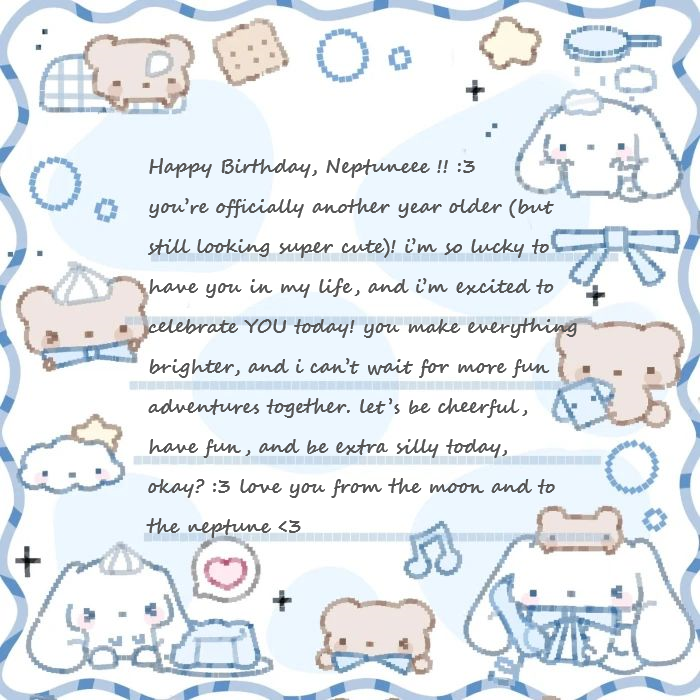 Happy Birthday, Neptuneee !! :3
you're officially another year older (but
still looking super cute)! i'm so lucky to
have you in my life, and i'm excited to
celebrate YOU today! you make everything
brighter, and i can't wait for more fun
adventures together. let's be cheerful,
have fun, and be extra silly today,
okay? :3 love you from the moon and to
the neptune <3